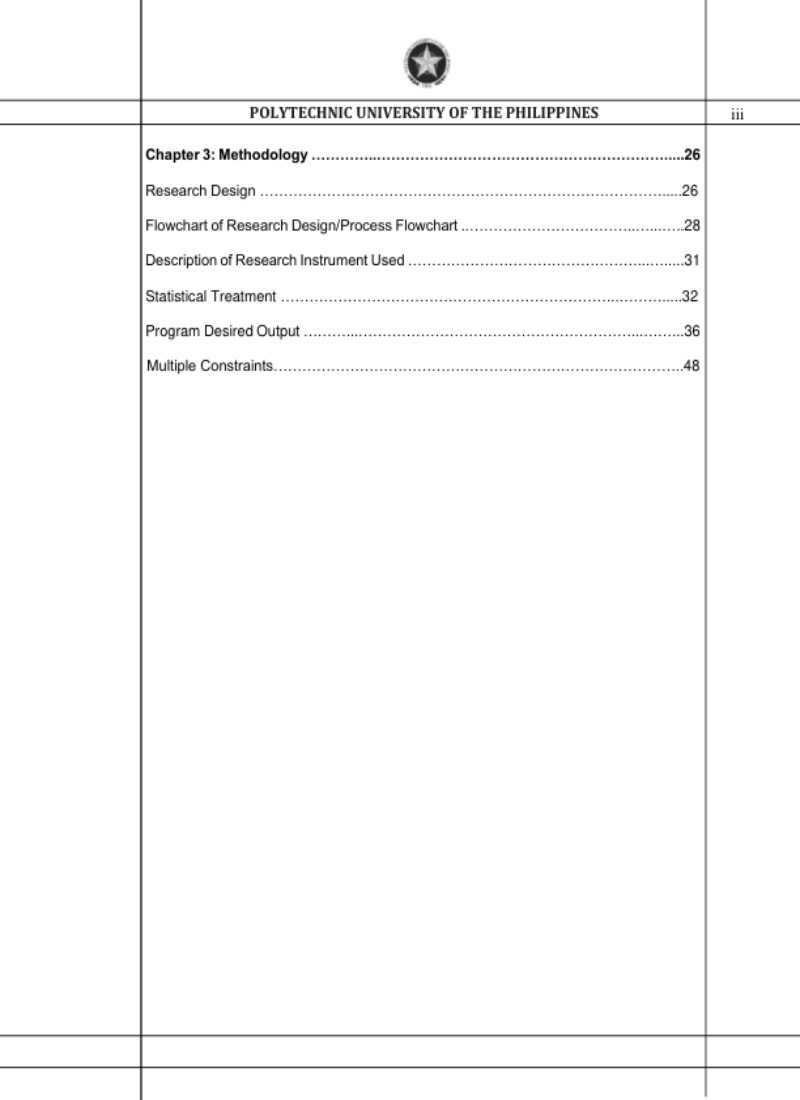 POLYTECHNIC UNIVERSITY OF THE PHILIPPINES iii
Chapter 3: Methodology …………..…………………………………………………….....26
Research Design …………………………………………………………………….....26
Flowchart of Research Design/Process Flowchart ..………………………..…..…..28
Description of Research Instrument Used ……………………………………...…....31
Statistical Treatment ………………………………………………………..……….....32
Program Desired Output ………...……………………………………………...……...36
Multiple Constraints……………………………………………………………………..48